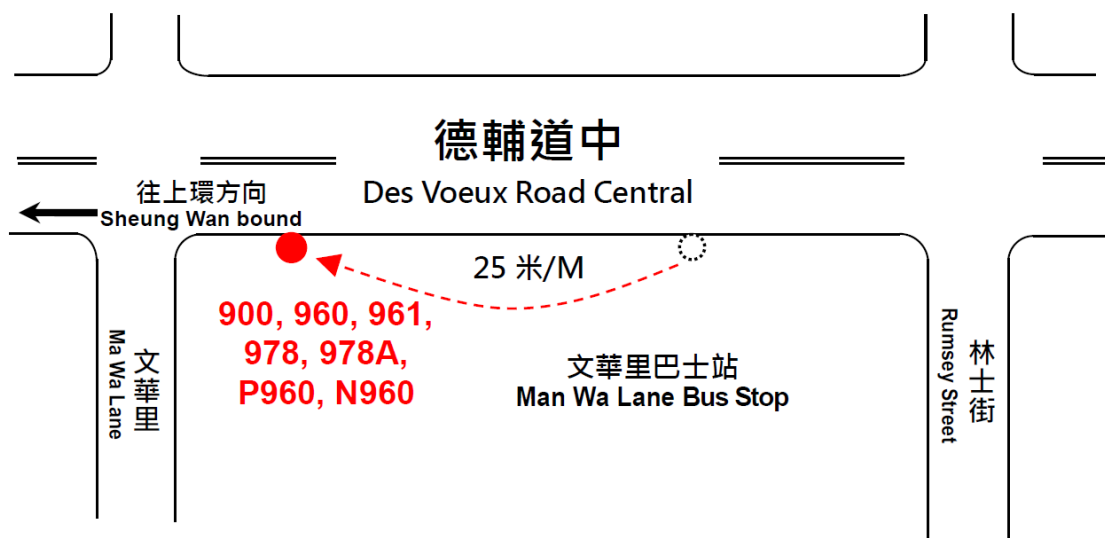 德輔道中
Des Voeux Road Central
往上環方向
Sheung Wan bound
25 米/M
900, 960, 961,
978, 978A,
P960, N960
文華里巴士站
Man Wa Lane Bus Stop
文華里
Ma Wa Lane
林士街
Rumsey Street